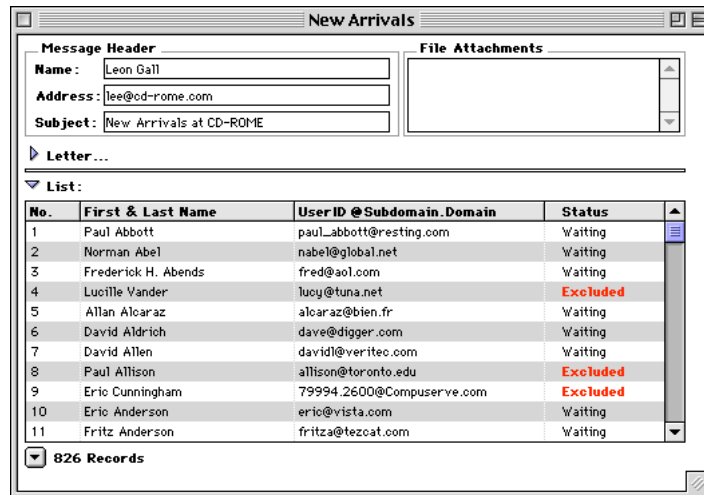 New Arrivals
Message Header
File Attachments
Name: Leon Gall
Address: lee@cd-rome.com
Subject: New Arrivals at CD-ROME
Letter...
List:
No. First & Last Name UserID @Subdomain.Domain Status
1 Paul Abbott paul_abbott@resting.com Waiting
2 Norman Abel nabel@global.net Waiting
3 Frederick H. Abends fred@aol.com Waiting
4 Lucille Vander lucy@tuna.net Excluded
5 Allan Alcaraz alcaraz@bien.fr Waiting
6 David Aldrich dave@digger.com Waiting
7 David Allen davidl@veritec.com Waiting
8 Paul Allison allison@toronto.edu Excluded
9 Eric Cunningham 79994.2600@Compuserve.com Excluded
10 Eric Anderson eric@vista.com Waiting
11 Fritz Anderson fritza@tezcat.com Waiting
826 Records